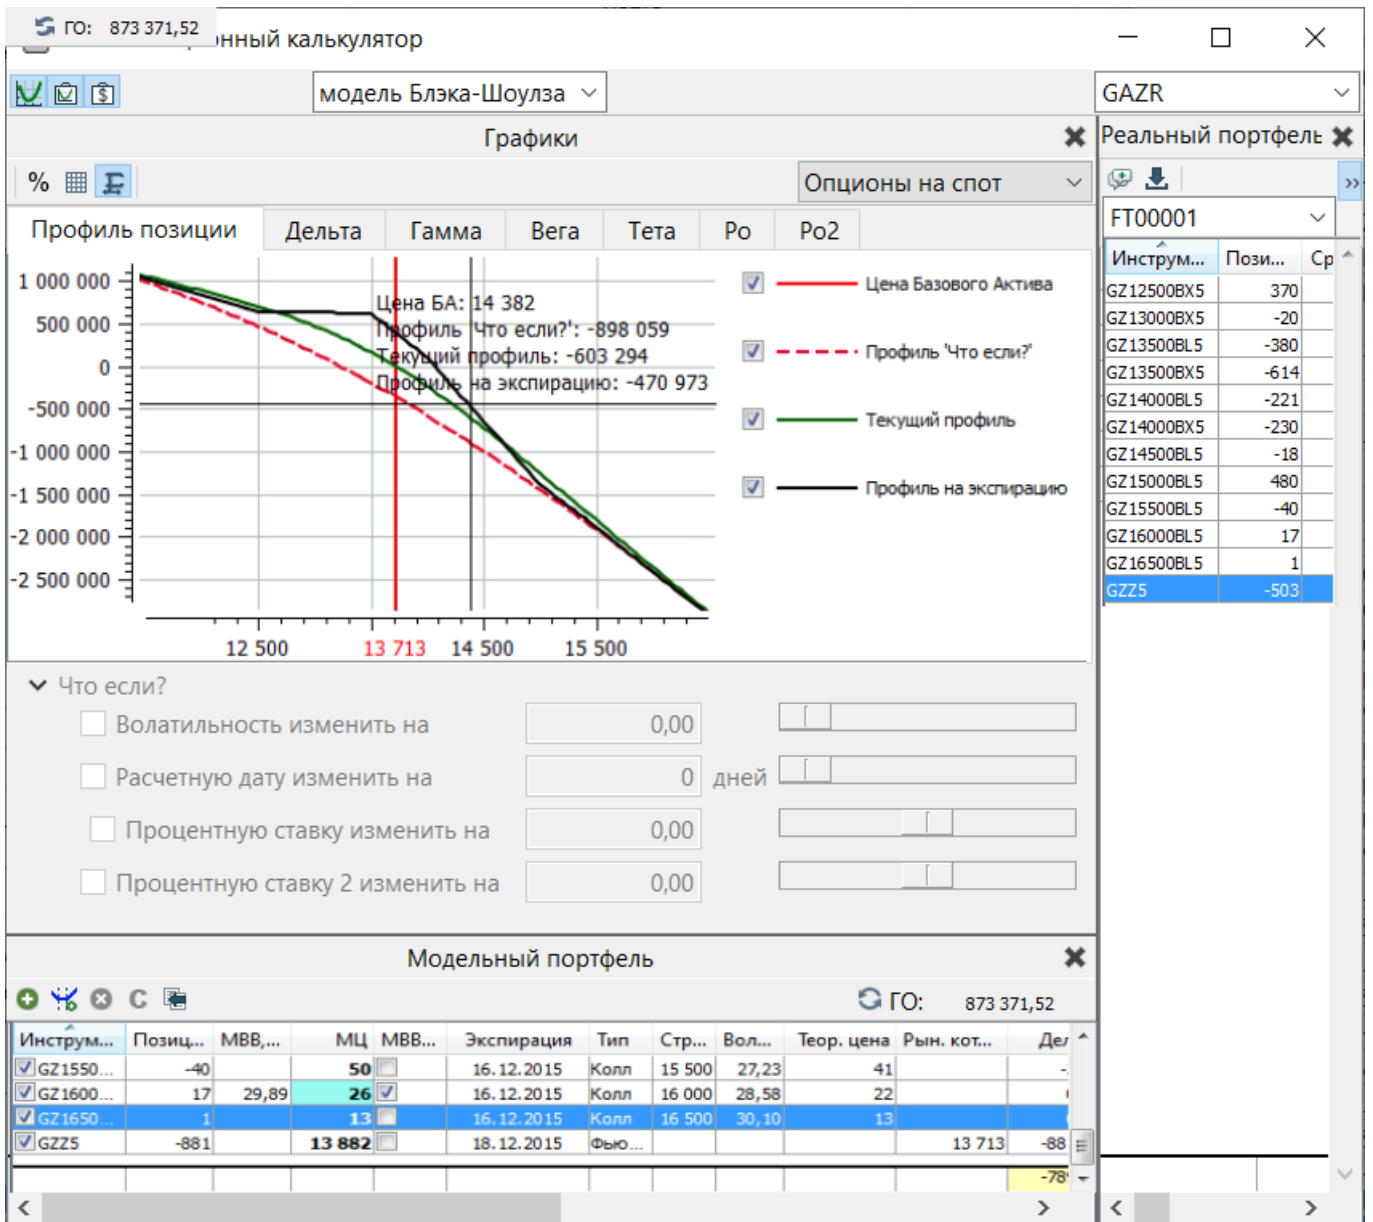 ГО: 873 371,52
нный калькулятор
модель Блэка-Шоулза
GAZR
Графики
Реальный портфель
%
Опционы на спот
FT00001
Профиль позиции Дельта Гамма Вега Тета Ро Ро2
Инструм... Пози... Ср
GZ12500BX5 370
GZ13000BX5 -20
GZ13500BL5 -380
GZ13500BX5 -614
GZ14000BL5 -221
GZ14000BX5 -230
GZ14500BL5 -18
GZ15000BL5 480
GZ15500BL5 -40
GZ16000BL5 17
GZ16500BL5 1
GZZ5 -503
1 000 000
500 000
0
-500 000
-1 000 000
-1 500 000
-2 000 000
-2 500 000
Цена БА: 14 382
Профиль 'Что если?': -898 059
Текущий профиль: -603 294
Профиль на экспирацию: -470 973
Цена Базового Актива
Профиль 'Что если?'
Текущий профиль
Профиль на экспирацию
12 500 13 713 14 500 15 500
Что если?
Волатильность изменить на 0,00
Расчетную дату изменить на 0 дней
Процентную ставку изменить на 0,00
Процентную ставку 2 изменить на 0,00
Модельный портфель
C
ГО: 873 371,52
Инструм... Позиц... МВВ,... МЦ МВВ... Экспирация Тип Стр... Вол... Теор. цена Рын. кот...
GZ1550... -40 50 16.12.2015 Колл 15 500 27,23 41
GZ1600... 17 29,89 26 16.12.2015 Колл 16 000 28,58 22
GZ1650... 1 13 16.12.2015 Колл 16 500 30,10 13
GZZ5 -881 13 882 18.12.2015 Фью... 13 713 -88